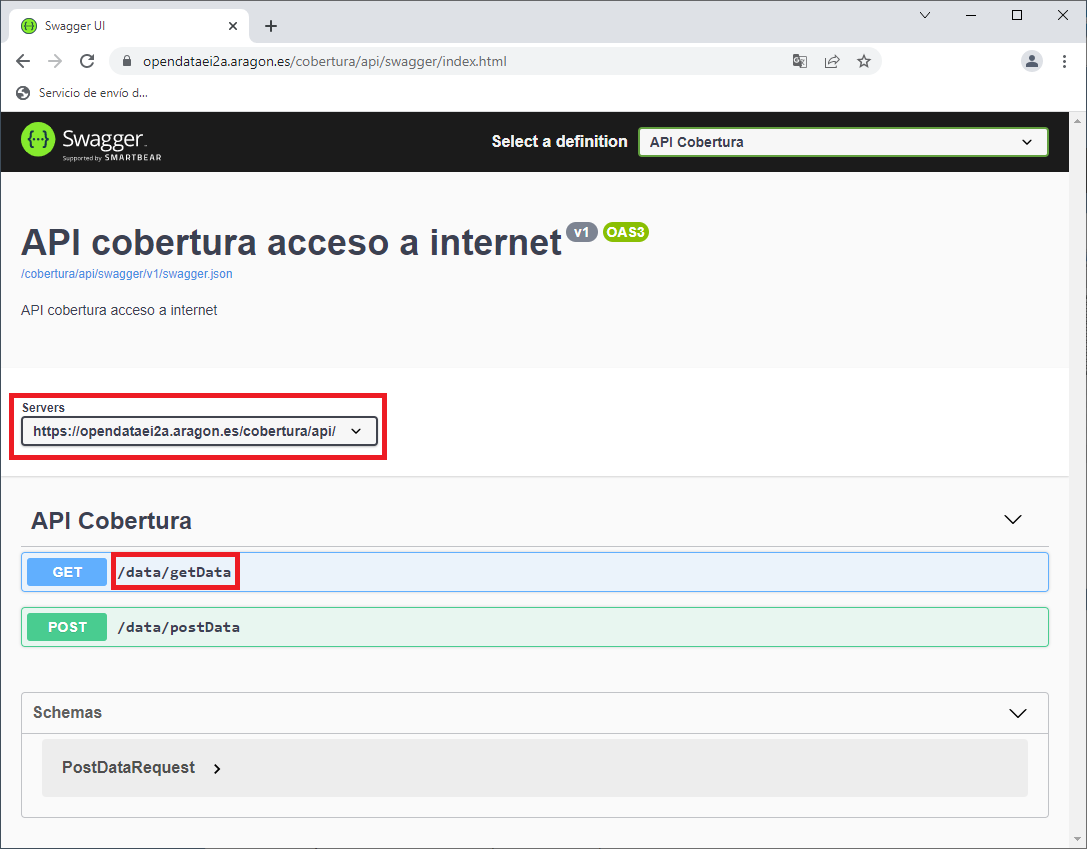 Swagger UI
opendataei2a.aragon.es/cobertura/api/swagger/index.html
Servicio de envío d...
Swagger.
Supported by SMARTBEAR
Select a definition
API Cobertura
API cobertura acceso a internet v1 OAS3
/cobertura/api/swagger/v1/swagger.json
API cobertura acceso a internet
Servers
https://opendataei2a.aragon.es/cobertura/api/
API Cobertura
GET /data/getData
POST /data/postData
Schemas
PostDataRequest